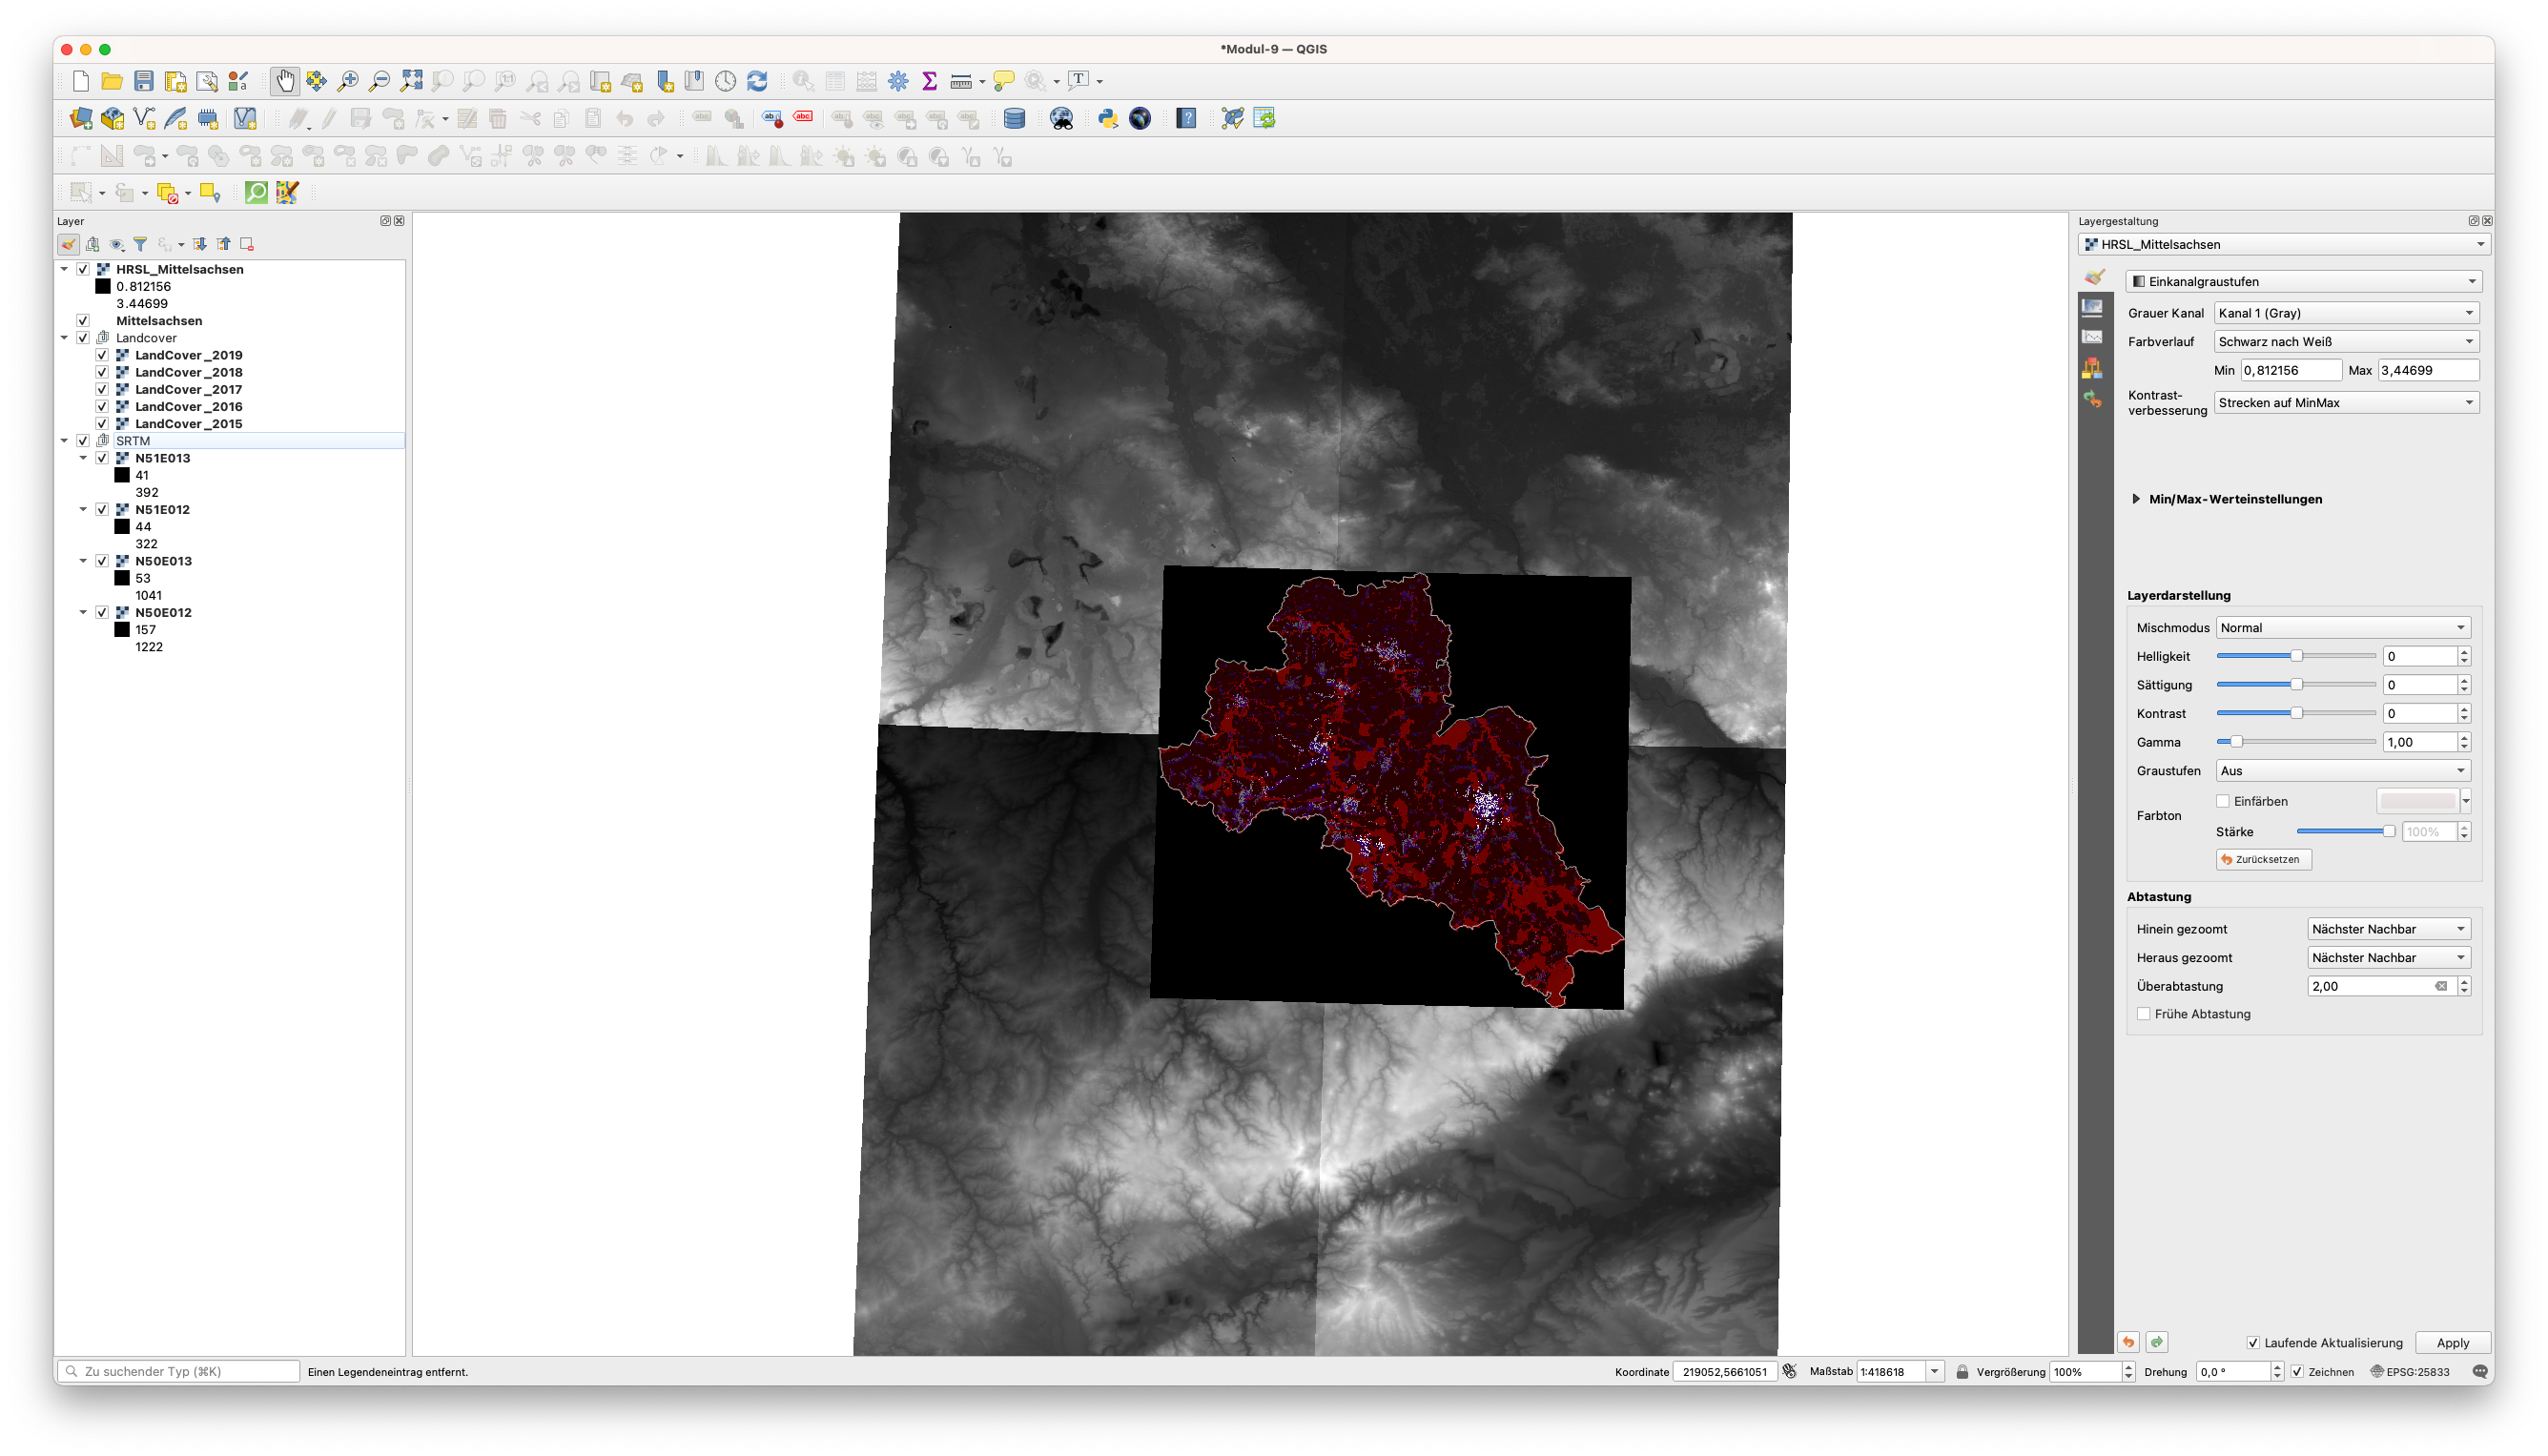 *Modul-9 — QGIS
Layer
HRSL_Mittelsachsen
0.812156
3.44699
Mittelsachsen
Landcover
LandCover_2019
LandCover_2018
LandCover_2017
LandCover_2016
LandCover_2015
SRTM
N51E013
41
392
N51E012
44
322
N50E013
53
1041
N50E012
157
1222
Layergestaltung
HRSL_Mittelsachsen
Einkanalgraustufen
Grauer Kanal Kanal 1 (Gray)
Farbverlauf Schwarz nach Weiß
Min 0,812156 Max 3,44699
Kontrast-
verbesserung Strecken auf MinMax
Min/Max-Werteinstellungen
Layerdarstellung
Mischmodus Normal
Helligkeit 0
Sättigung 0
Kontrast 0
Gamma 1,00
Graustufen Aus
Farbton Einfärben
Stärke 100%
Zurücksetzen
Abtastung
Hinein gezoomt Nächster Nachbar
Heraus gezoomt Nächster Nachbar
Überabtastung 2,00
Frühe Abtastung
Laufende Aktualisierung Apply
Zu suchender Typ (⌘K) Einen Legendeneintrag entfernt. Koordinate 219052,5661051 Maßstab 1:418618 Vergrößerung 100% Drehung 0,0 ° Zeichnen EPSG:25833